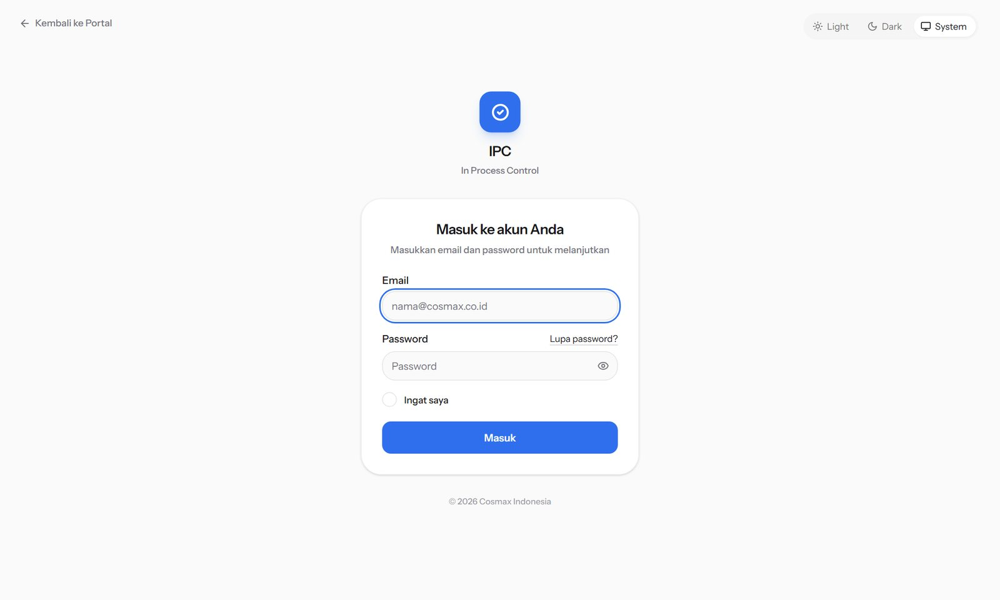 Kembali ke Portal
Light
Dark
System
IPC
In Process Control
Masuk ke akun Anda
Masukkan email dan password untuk melanjutkan
Email
nama@cosmax.co.id
Password
Lupa password?
Password
Ingat saya
Masuk
© 2026 Cosmax Indonesia